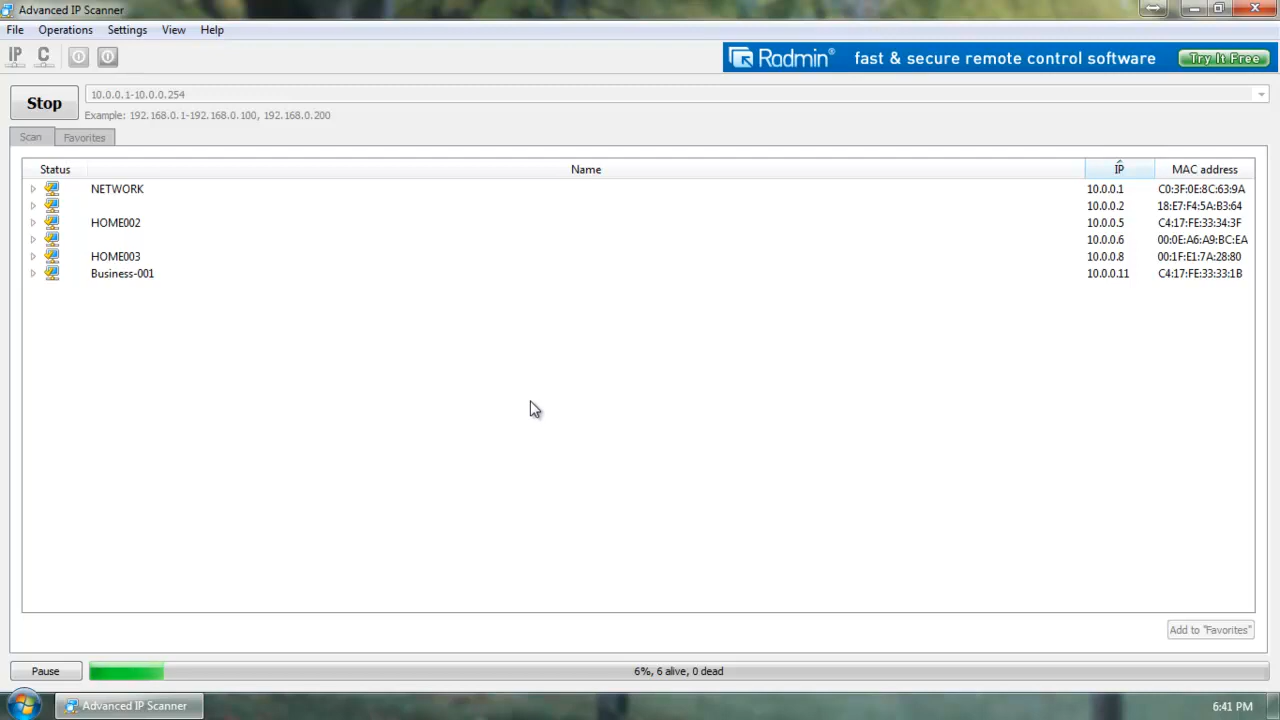 Advanced IP Scanner
File Operations Settings View Help
IP C
Radmin® fast & secure remote control software Try It Free
Stop 10.0.0.1-10.0.0.254
Example: 192.168.0.1-192.168.0.100, 192.168.0.200
Scan Favorites
Status Name IP MAC address
NETWORK 10.0.0.1 C0:3F:0E:8C:63:9A
10.0.0.2 18:E7:F4:5A:B3:64
HOME002 10.0.0.5 C4:17:FE:33:34:3F
10.0.0.6 00:0E:A6:A9:BC:EA
HOME003 10.0.0.8 00:1F:E1:7A:28:80
Business-001 10.0.0.11 C4:17:FE:33:33:1B
Add to "Favorites"
Pause 6%, 6 alive, 0 dead
Advanced IP Scanner 6:41 PM